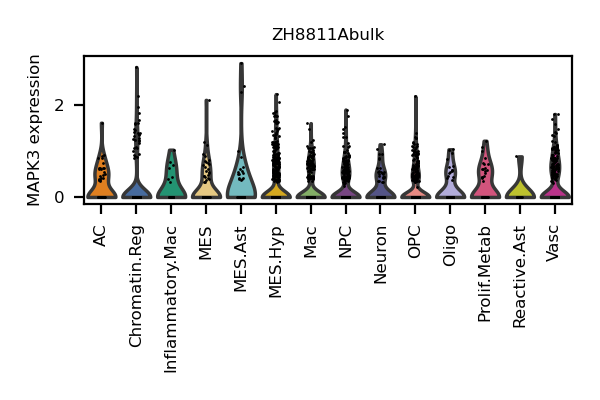 ZH8811Abulk
MAPK3 expression
2
0
AC
Chromatin.Reg
Inflammatory.Mac
MES
MES.Ast
MES.Hyp
Mac
NPC
Neuron
OPC
Oligo
Prolif.Metab
Reactive.Ast
Vasc